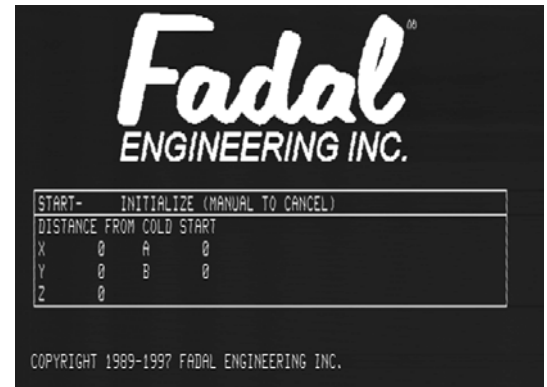 Fadal®
ENGINEERING INC.
START- INITIALIZE (MANUAL TO CANCEL)
DISTANCE FROM COLD START
X 0 A 0
Y 0 B 0
Z 0
COPYRIGHT 1989-1997 FADAL ENGINEERING INC.